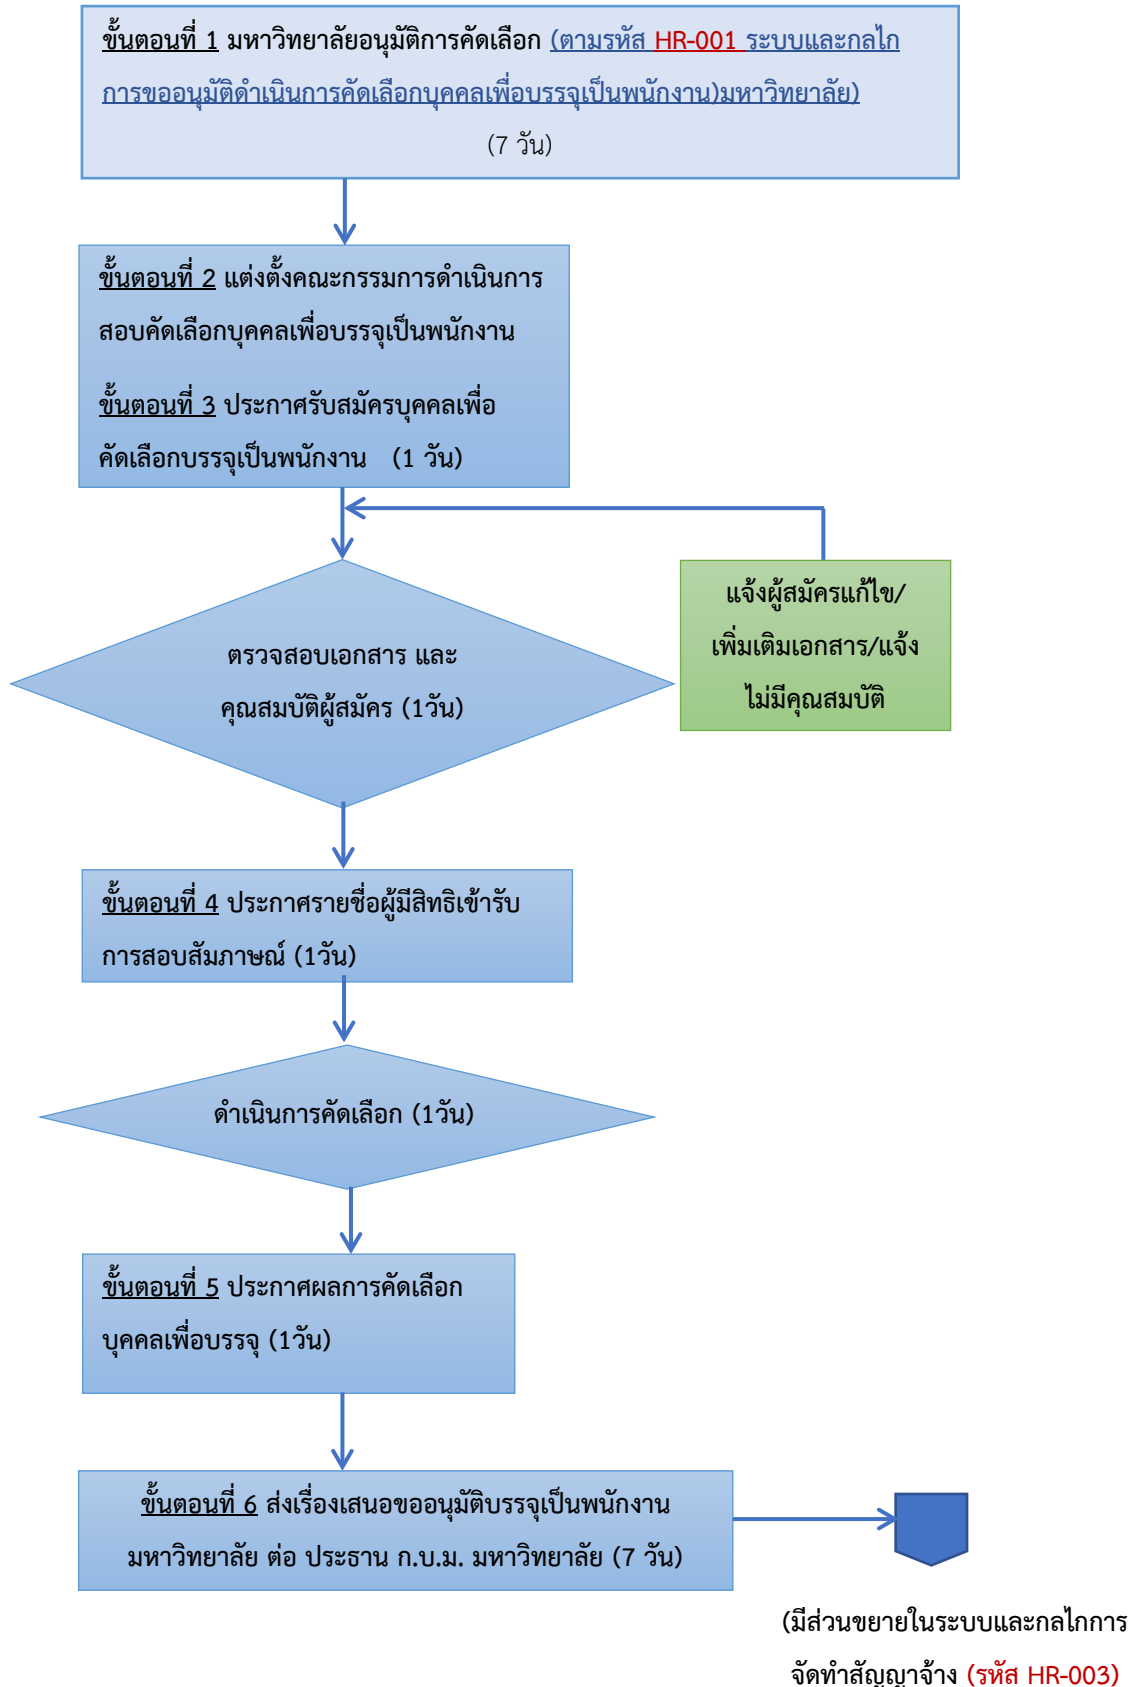 ขั้นตอนที่ 1 มหาวิทยาลัยอนุมัติการคัดเลือก (ตามรหัส HR-001 ระบบและกลไก
การขออนุมัติดำเนินการคัดเลือกบุคคลเพื่อบรรจุเป็นพนักงาน)มหาวิทยาลัย)
(7 วัน)
ขั้นตอนที่ 2 แต่งตั้งคณะกรรมการดำเนินการ
สอบคัดเลือกบุคคลเพื่อบรรจุเป็นพนักงาน
ขั้นตอนที่ 3 ประกาศรับสมัครบุคคลเพื่อ
คัดเลือกบรรจุเป็นพนักงาน (1 วัน)
แจ้งผู้สมัครแก้ไข/
เพิ่มเติมเอกสาร/แจ้ง
ไม่มีคุณสมบัติ
ตรวจสอบเอกสาร และ
คุณสมบัติผู้สมัคร (1วัน)
ขั้นตอนที่ 4 ประกาศรายชื่อผู้มีสิทธิเข้ารับ
การสอบสัมภาษณ์ (1วัน)
ดำเนินการคัดเลือก (1วัน)
ขั้นตอนที่ 5 ประกาศผลการคัดเลือก
บุคคลเพื่อบรรจุ (1วัน)
ขั้นตอนที่ 6 ส่งเรื่องเสนอขออนุมัติบรรจุเป็นพนักงาน
มหาวิทยาลัย ต่อ ประธาน ก.บ.ม. มหาวิทยาลัย (7 วัน)
(มีส่วนขยายในระบบและกลไกการ
จัดทำสัญญาจ้าง (รหัส HR-003)